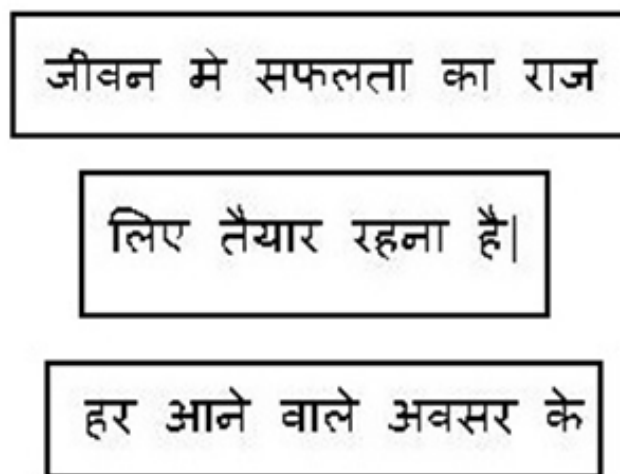 जीवन मे सफलता का राज
लिए तैयार रहना है|
हर आने वाले अवसर के